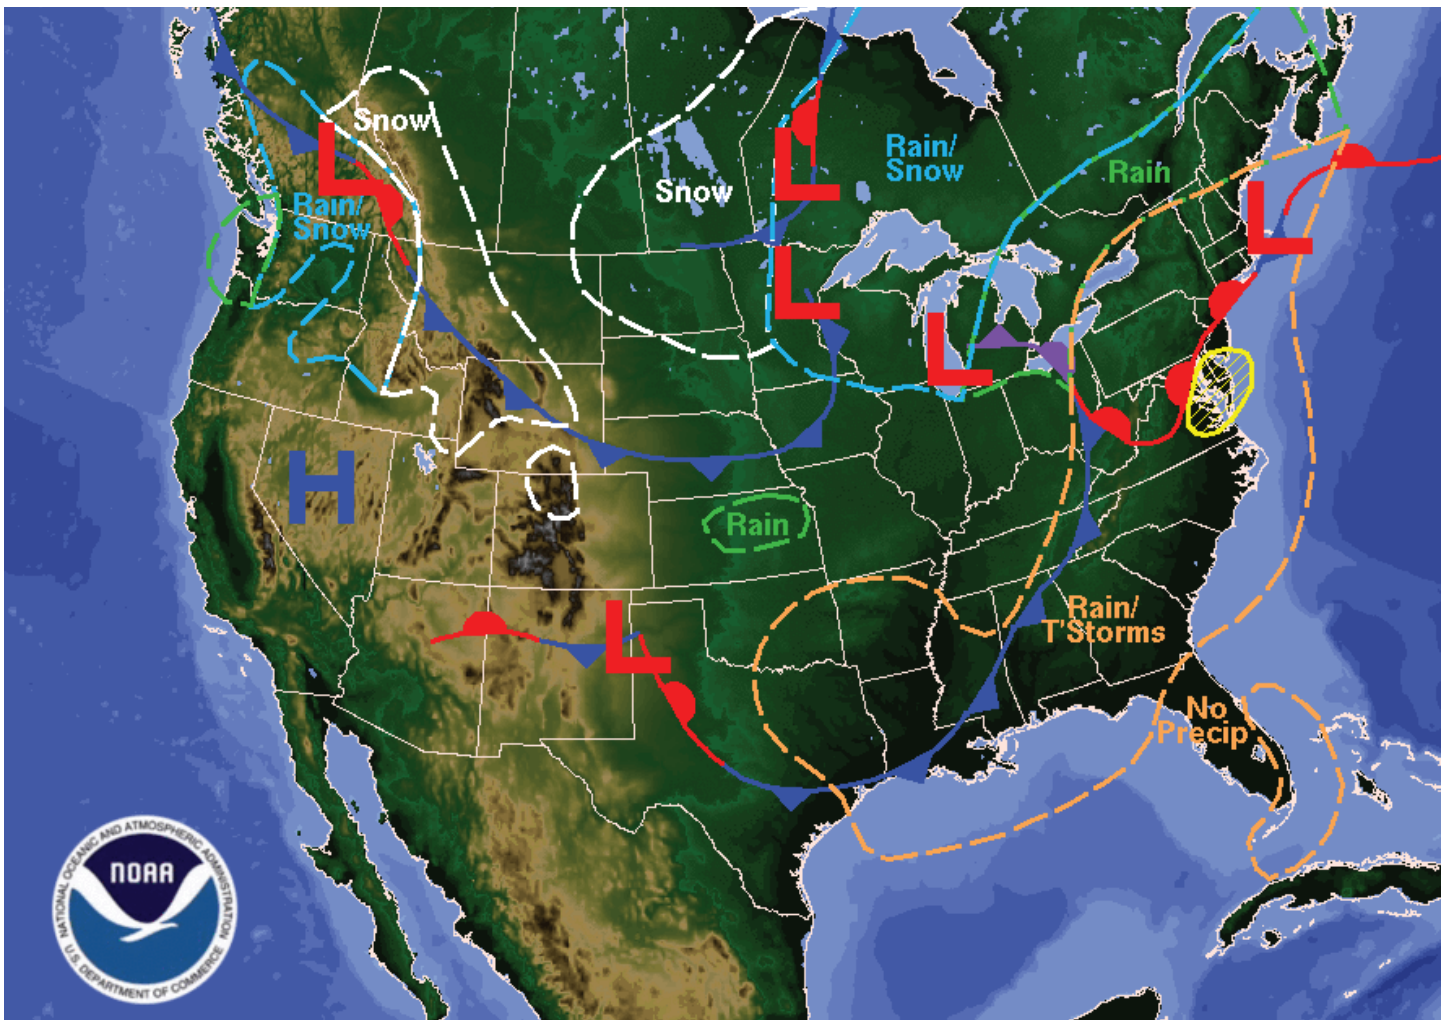 Snow
Rain/
Snow
Snow
Rain/
Snow
Rain
Rain
Rain/
T'Storms
No
Precip
L
L
L
L
L
L
H
NOAA
NATIONAL OCEANIC AND ATMOSPHERIC ADMINISTRATION
U.S. DEPARTMENT OF COMMERCE